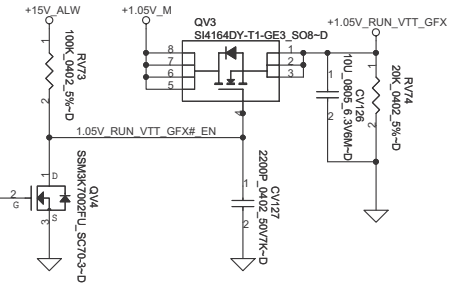 +15V_ALW
+1.05V_M
QV3
SI4164DY-T1-GE3_SO8~D
+1.05V_RUN_VTT_GFX
8
7
6
5
1
2
3
4
1
2
RV73
100K_0402_5%~D
1
2
CV126
10U_0805_6.3V6M~D
1
2
RV74
20K_0402_5%~D
1.05V_RUN_VTT_GFX#_EN
1
2
CV127
2200P_0402_50V7K~D
1
D
2
G
3
S
QV4
SSM3K7002FU_SC70-3~D